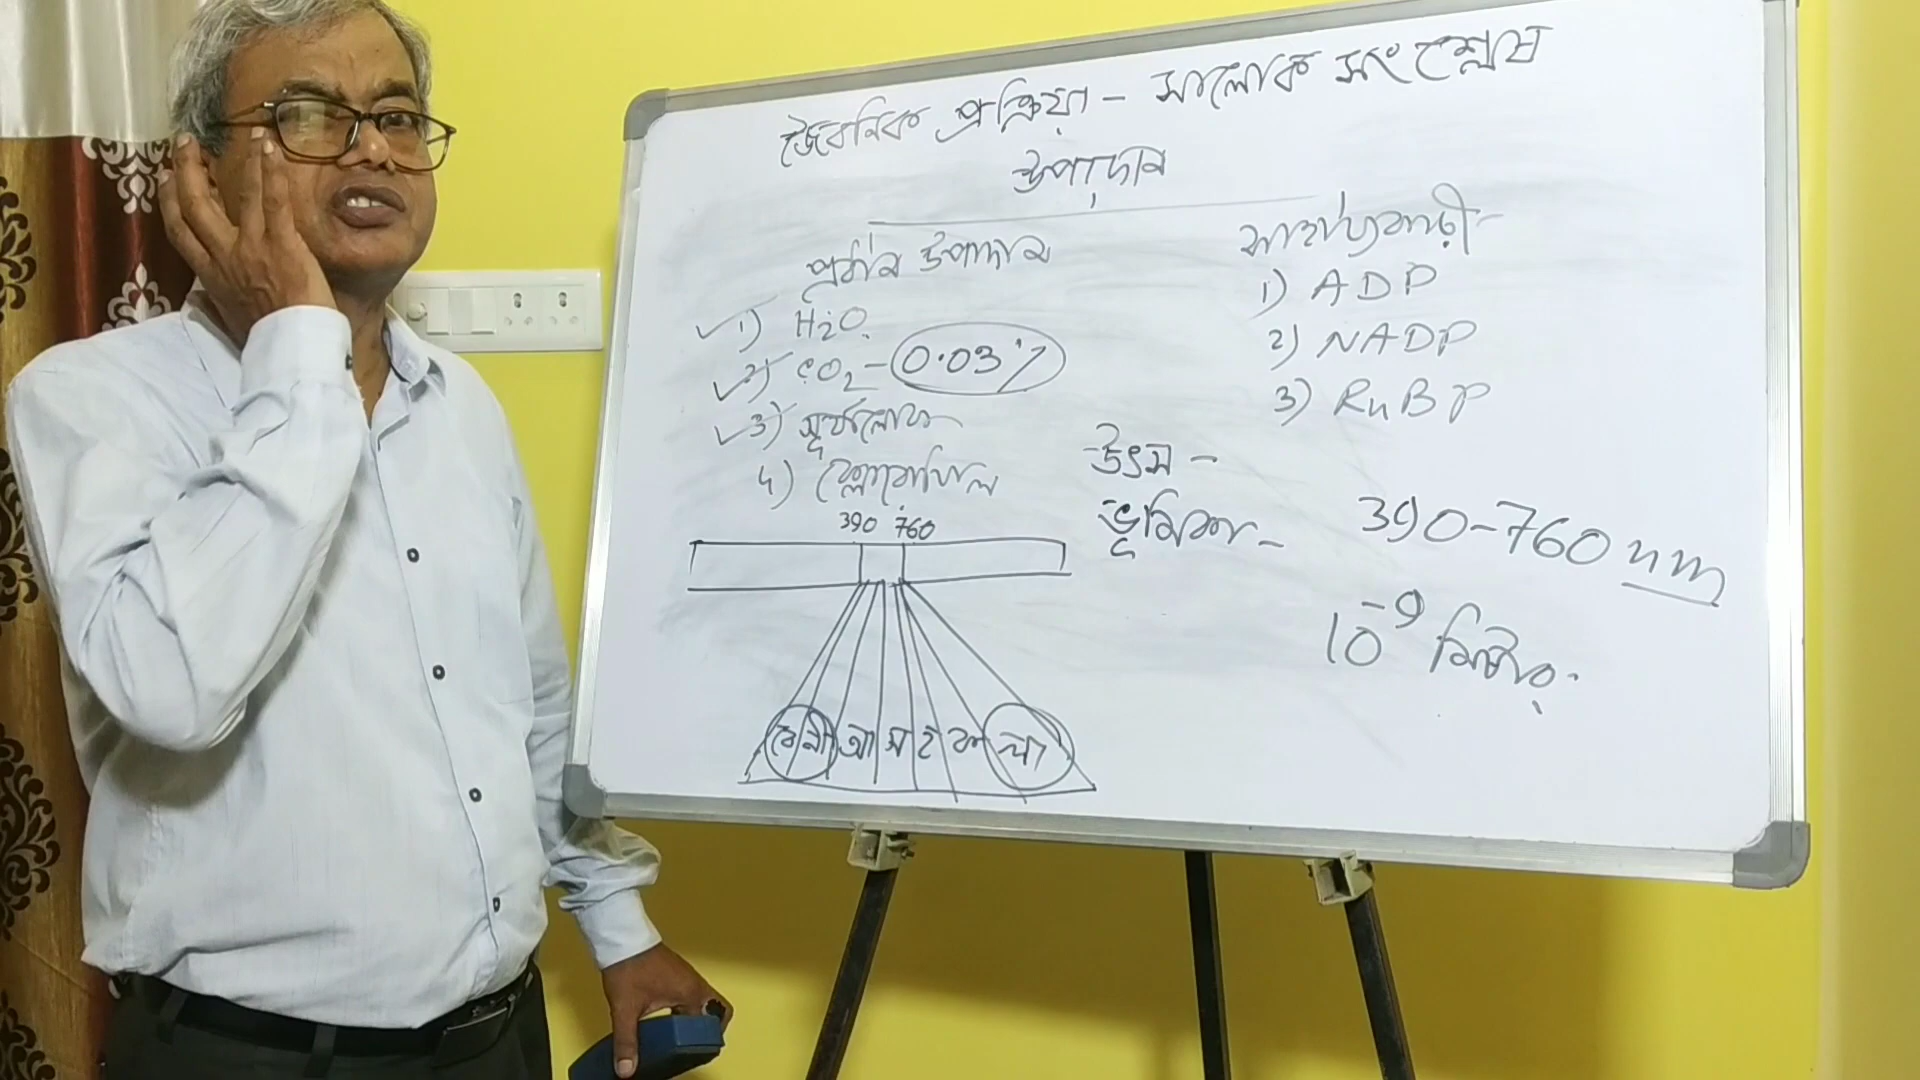 জৈবনিক প্রক্রিয়া - সালোক সংশ্লেষ
উপাদান
প্রধান উপাদান
1) H2O
2) CO2 - 0.03%
3) সূর্যালোক
4) ক্লোরোফিল
সাহায্যকারী -
1) ADP
2) NADP
3) RuBP
উৎস -
ভূমিকা -
390 760
390-760 nm
10-9 মিটার
বে নী আ স হ ক লা